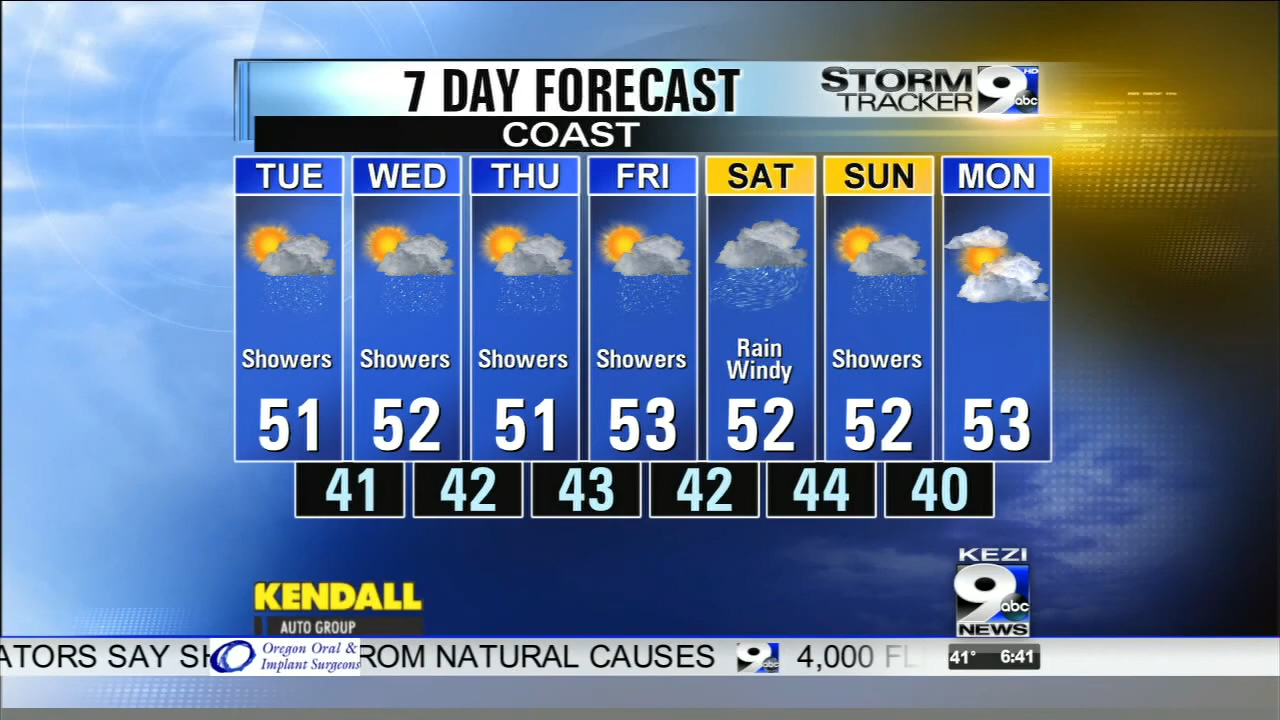 7 DAY FORECAST
STORM
TRACKER
9
HD
abc
COAST
TUE WED THU FRI SAT SUN MON
Showers Showers Showers Showers Rain Windy Showers
51 52 51 53 52 52 53
41 42 43 42 44 40
KENDALL
AUTO GROUP
KEZI
9
abc
NEWS
ATORS SAY SH
Oregon Oral &
Implant Surgeons
ROM NATURAL CAUSES 9 abc 4,000 FL
41° 6:41